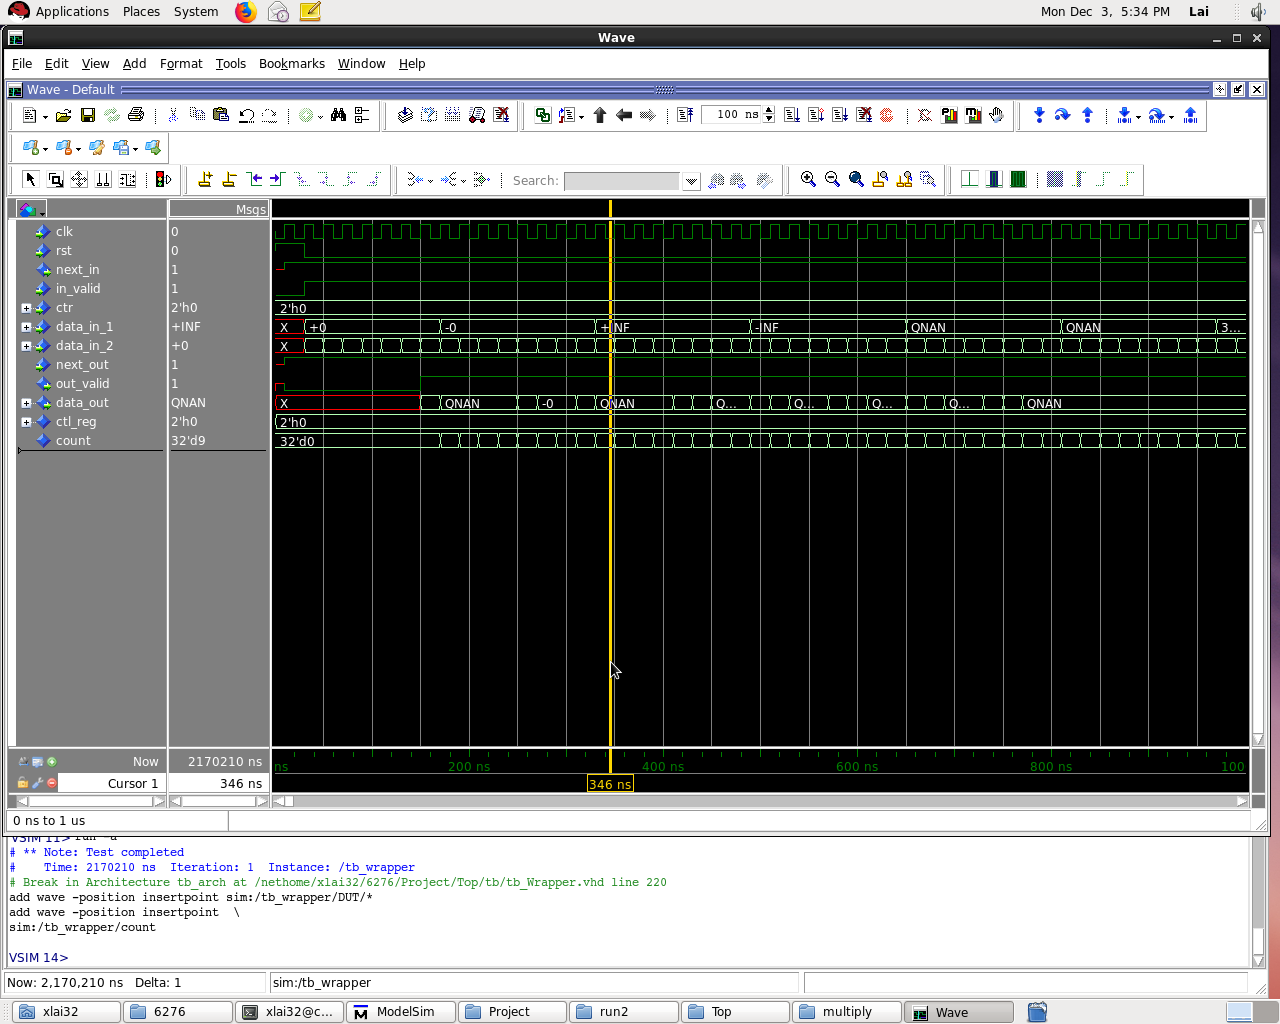 Applications Places System Mon Dec 3, 5:34 PM Lai
Wave
File Edit View Add Format Tools Bookmarks Window Help
Wave - Default
100 ns
Search:
Msgs
clk 0
rst 0
next_in 1
in_valid 1
ctr 2'h0 2'h0
data_in_1 +INF X +0 -0 +INF -INF QNAN QNAN 3...
data_in_2 +0 X
next_out 1
out_valid 1
data_out QNAN X QNAN -0 QNAN Q... Q... Q... Q... QNAN
ctl_reg 2'h0 2'h0
count 32'd9 32'd0
Now 2170210 ns ns 200 ns 400 ns 600 ns 800 ns 100
Cursor 1 346 ns 346 ns
0 ns to 1 us
VSIM 11> run -a
# ** Note: Test completed
# Time: 2170210 ns Iteration: 1 Instance: /tb_wrapper
# Break in Architecture tb_arch at /nethome/xlai32/6276/Project/Top/tb/tb_Wrapper.vhd line 220
add wave -position insertpoint sim:/tb_wrapper/DUT/*
add wave -position insertpoint \
sim:/tb_wrapper/count
VSIM 14>
Now: 2,170,210 ns Delta: 1 sim:/tb_wrapper
xlai32 6276 xlai32@c... ModelSim Project run2 Top multiply Wave